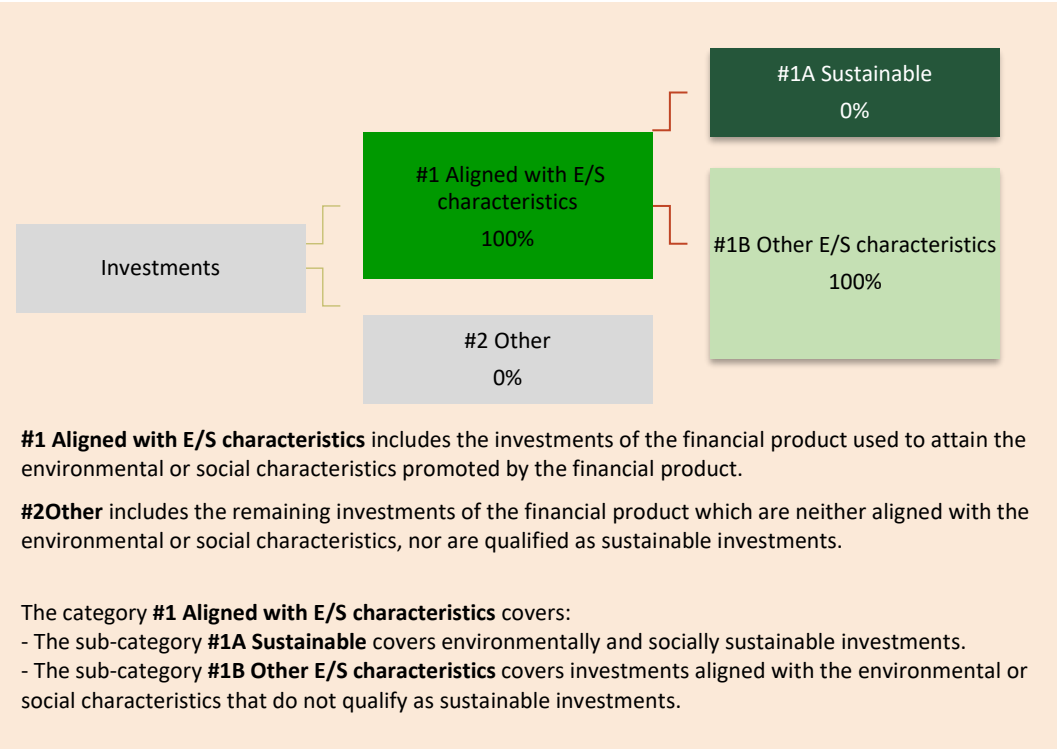 #1A Sustainable
0%
#1 Aligned with E/S
characteristics
100%
#1B Other E/S characteristics
100%
Investments
#2 Other
0%
#1 Aligned with E/S characteristics includes the investments of the financial product used to attain the
environmental or social characteristics promoted by the financial product.
#2Other includes the remaining investments of the financial product which are neither aligned with the
environmental or social characteristics, nor are qualified as sustainable investments.
The category #1 Aligned with E/S characteristics covers:
- The sub-category #1A Sustainable covers environmentally and socially sustainable investments.
- The sub-category #1B Other E/S characteristics covers investments aligned with the environmental or
social characteristics that do not qualify as sustainable investments.